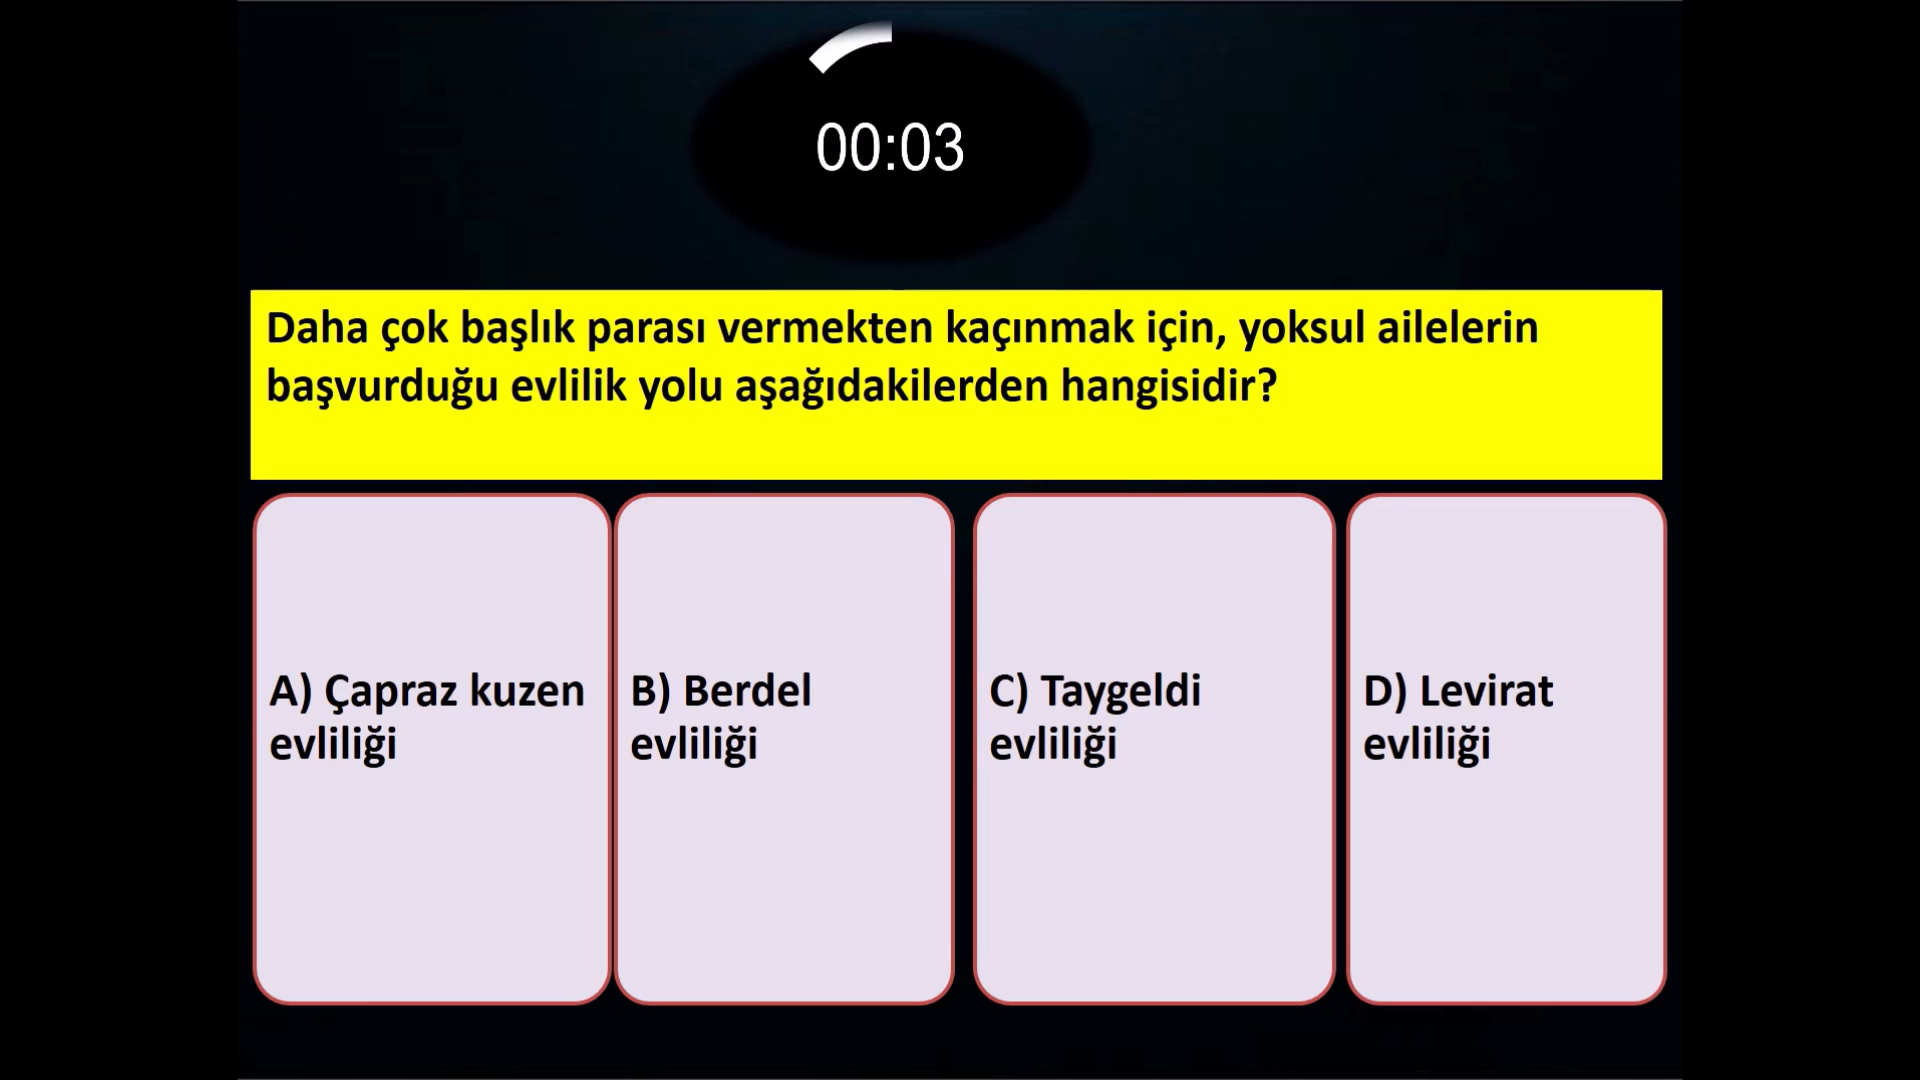 00:03
Daha çok başlık parası vermekten kaçınmak için, yoksul ailelerin
başvurduğu evlilik yolu aşağıdakilerden hangisidir?
A) Çapraz kuzen
evliliği
B) Berdel
evliliği
C) Taygeldi
evliliği
D) Levirat
evliliği